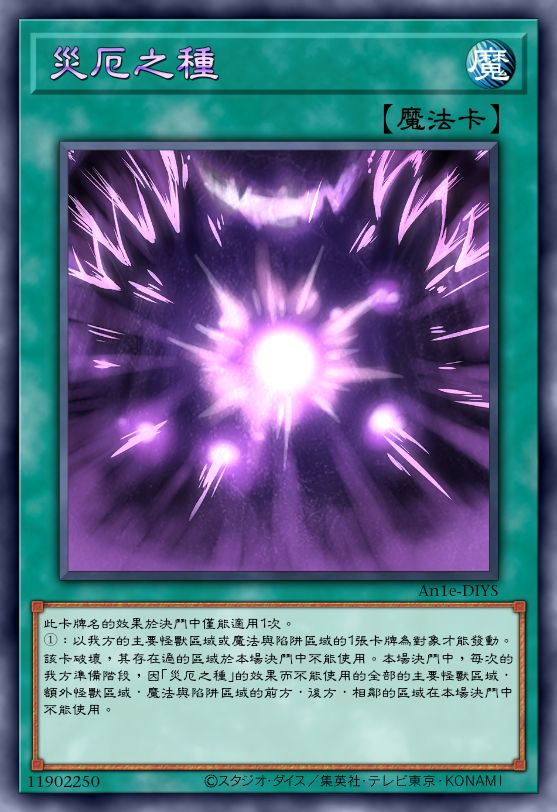 災厄之種
魔
【魔法卡】
An1e-DIYS
此卡牌名的效果於決鬥中僅能適用1次。
①：以我方的主要怪獸區域或魔法與陷阱區域的1張卡牌為對象才能發動。
該卡破壞，其存在過的區域於本場決鬥中不能使用。本場決鬥中，每次的
我方準備階段，因「災厄之種」的效果而不能使用的全部的主要怪獸區域．
額外怪獸區域．魔法與陷阱區域的前方．後方．相鄰的區域在本場決鬥中
不能使用。
11902250
©スタジオ・ダイス／集英社・テレビ東京・KONAMI